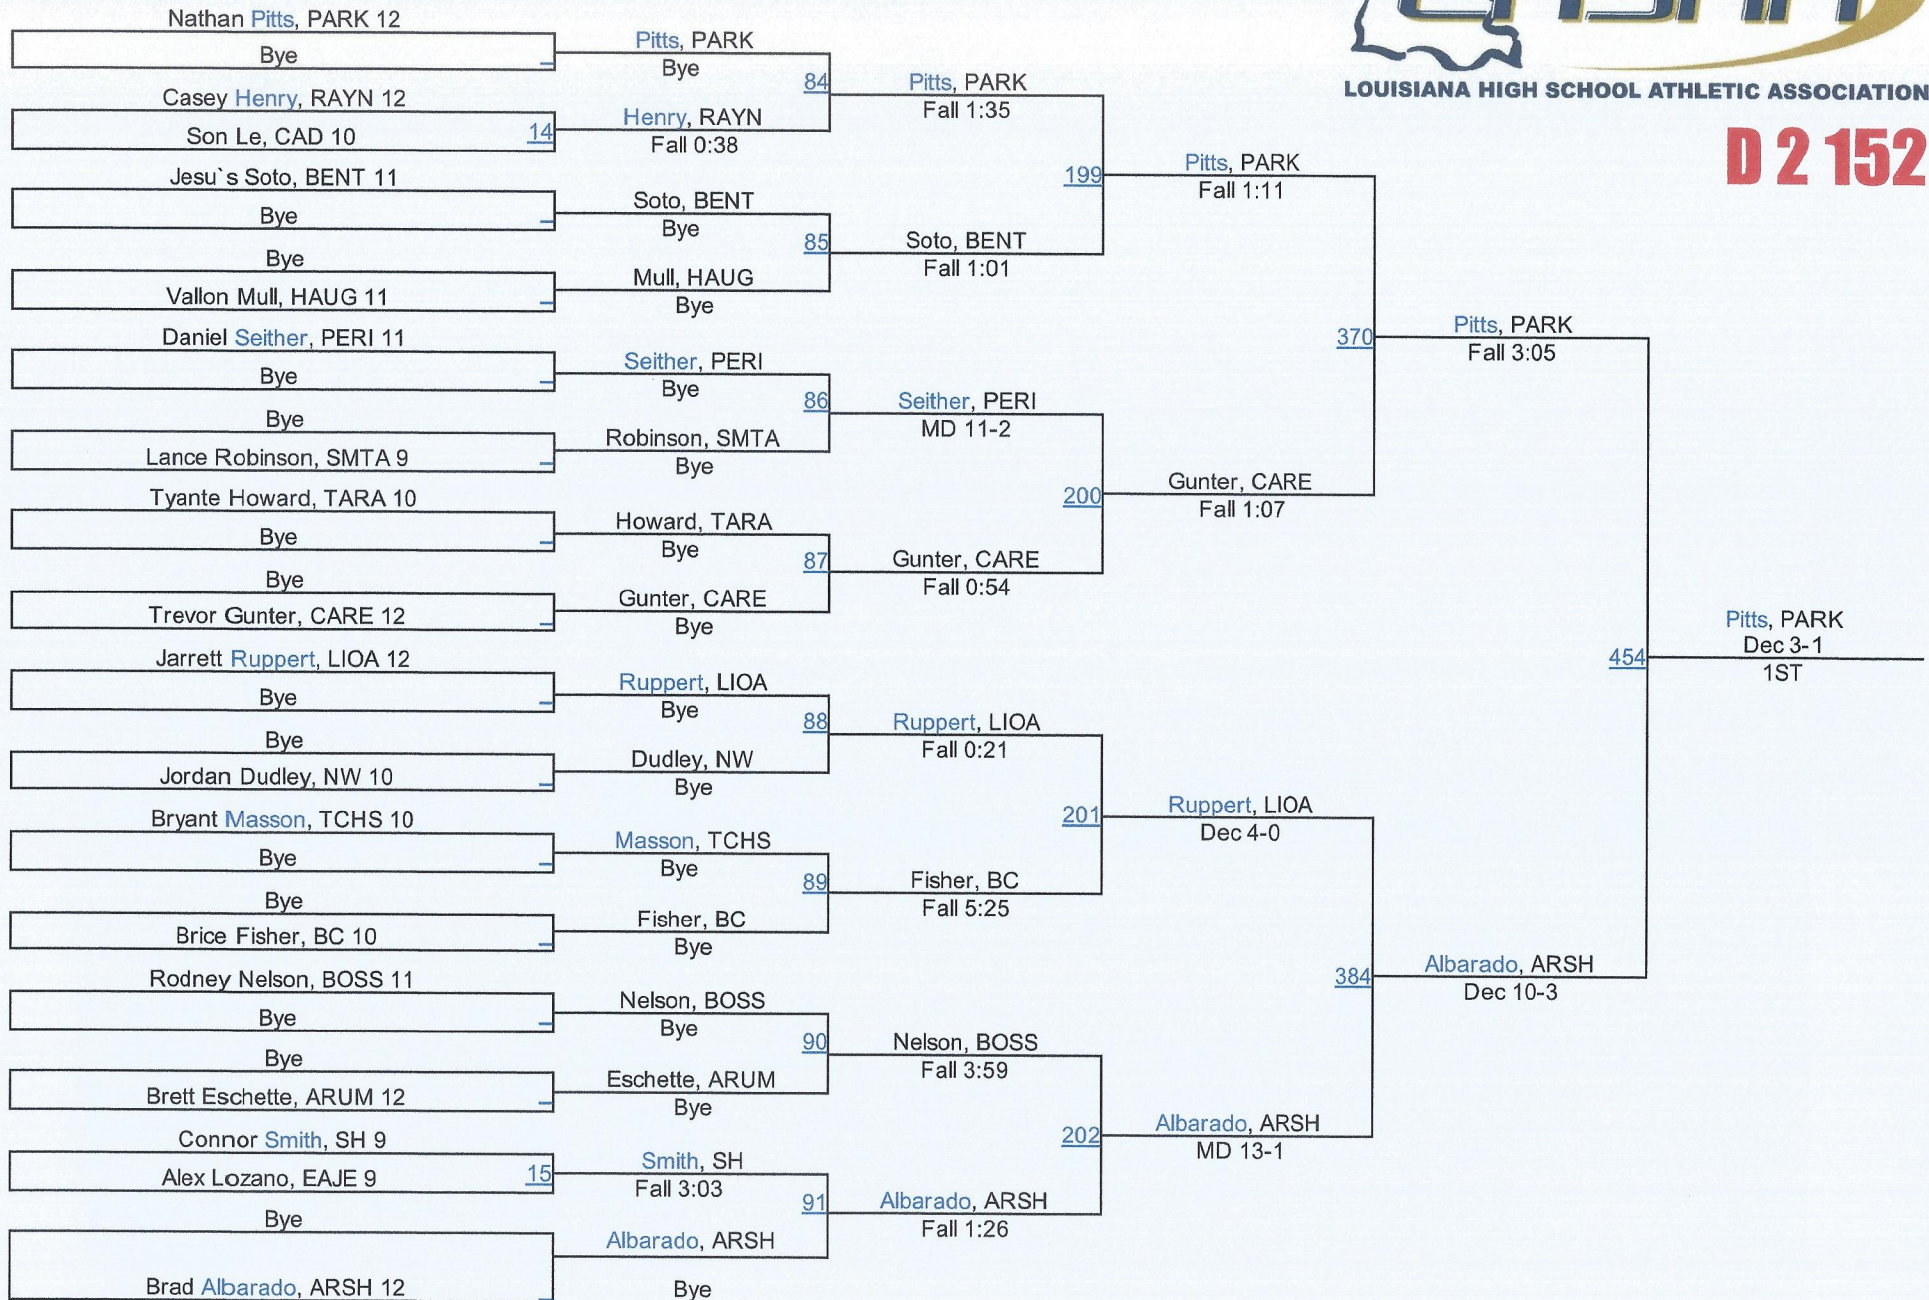 LOUISIANA HIGH SCHOOL ATHLETIC ASSOCIATION
D 2 152
Nathan Pitts, PARK 12
Bye
Casey Henry, RAYN 12
Son Le, CAD 10
14
Jesu`s Soto, BENT 11
Bye
Bye
Vallon Mull, HAUG 11
Daniel Seither, PERI 11
Bye
Bye
Lance Robinson, SMTA 9
Tyante Howard, TARA 10
Bye
Bye
Trevor Gunter, CARE 12
Jarrett Ruppert, LIOA 12
Bye
Bye
Jordan Dudley, NW 10
Bryant Masson, TCHS 10
Bye
Bye
Brice Fisher, BC 10
Rodney Nelson, BOSS 11
Bye
Bye
Brett Eschette, ARUM 12
Connor Smith, SH 9
Alex Lozano, EAJE 9
15
Bye
Brad Albarado, ARSH 12
Pitts, PARK
Bye
84
Henry, RAYN
Fall 0:38
Soto, BENT
Bye
85
Mull, HAUG
Bye
Seither, PERI
Bye
86
Robinson, SMTA
Bye
Howard, TARA
Bye
87
Gunter, CARE
Bye
Ruppert, LIOA
Bye
88
Dudley, NW
Bye
Masson, TCHS
Bye
89
Fisher, BC
Bye
Nelson, BOSS
Bye
90
Eschette, ARUM
Bye
Smith, SH
Fall 3:03
91
Albarado, ARSH
Bye
Pitts, PARK
Fall 1:35
199
Soto, BENT
Fall 1:01
Seither, PERI
MD 11-2
200
Gunter, CARE
Fall 0:54
Ruppert, LIOA
Fall 0:21
201
Fisher, BC
Fall 5:25
Nelson, BOSS
Fall 3:59
202
Albarado, ARSH
Fall 1:26
Pitts, PARK
Fall 1:11
370
Gunter, CARE
Fall 1:07
Ruppert, LIOA
Dec 4-0
384
Albarado, ARSH
MD 13-1
Pitts, PARK
Fall 3:05
454
Albarado, ARSH
Dec 10-3
Pitts, PARK
Dec 3-1
1ST